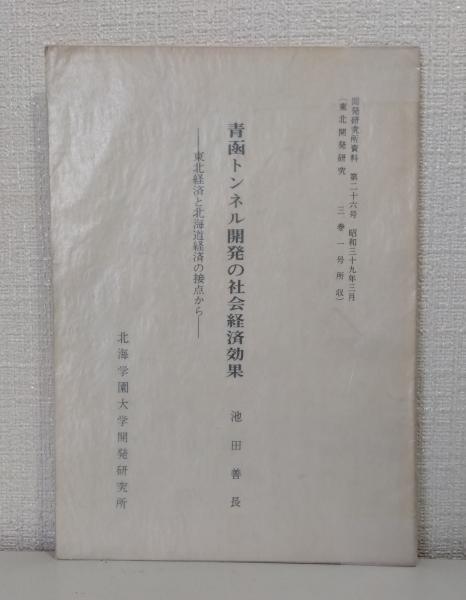 開発研究所資料　第二十六号　昭和三十九年三月
（東北開発研究　三巻一号所収）
青函トンネル開発の社会経済効果
――東北経済と北海道経済の接点から――
池田善長
北海学園大学開発研究所